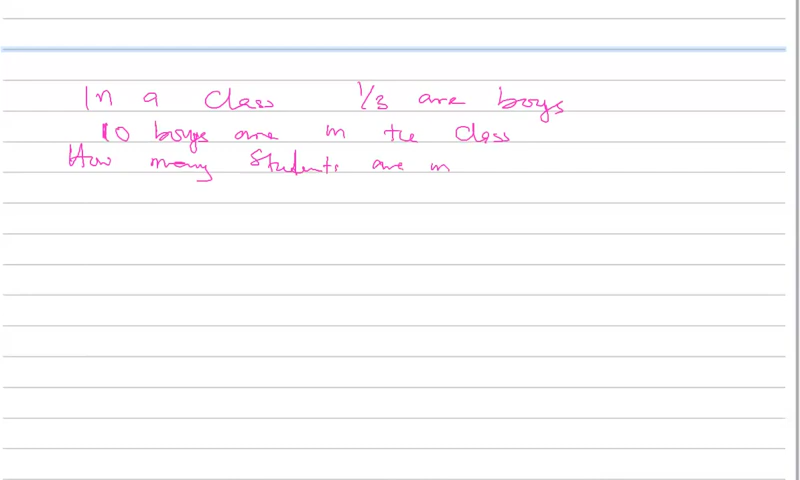 In a class 1/3 are boys
10 boys are in the class
How many students are in